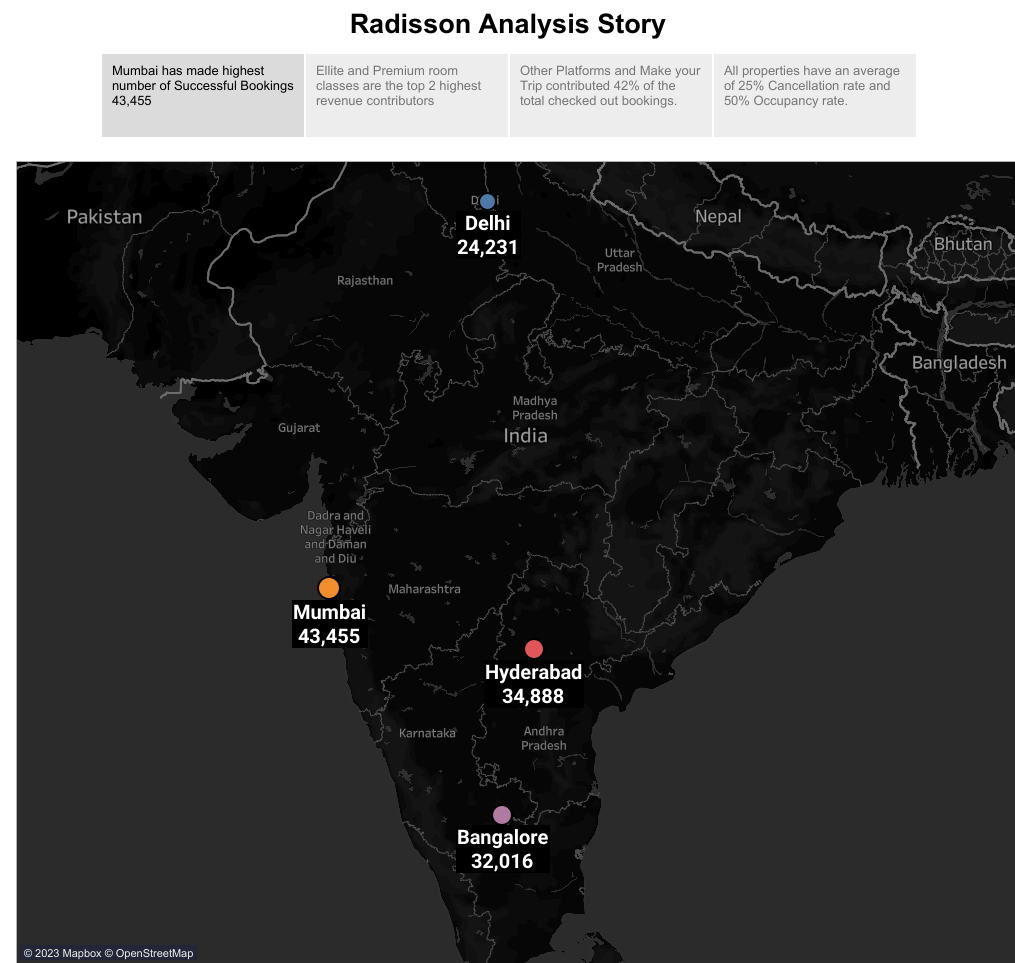 Radisson Analysis Story
Mumbai has made highest
number of Successful Bookings
43,455
Ellite and Premium room
classes are the top 2 highest
revenue contributors
Other Platforms and Make your
Trip contributed 42% of the
total checked out bookings.
All properties have an average
of 25% Cancellation rate and
50% Occupancy rate.
Pakistan
Nepal
Bhutan
Delhi
24,231
Uttar
Pradesh
Rajasthan
Bangladesh
Madhya
Pradesh
India
Gujarat
Dadra and
Nagar Haveli
and Daman
and Diu
Maharashtra
Mumbai
43,455
Hyderabad
34,888
Karnataka
Andhra
Pradesh
Bangalore
32,016
© 2023 Mapbox © OpenStreetMap